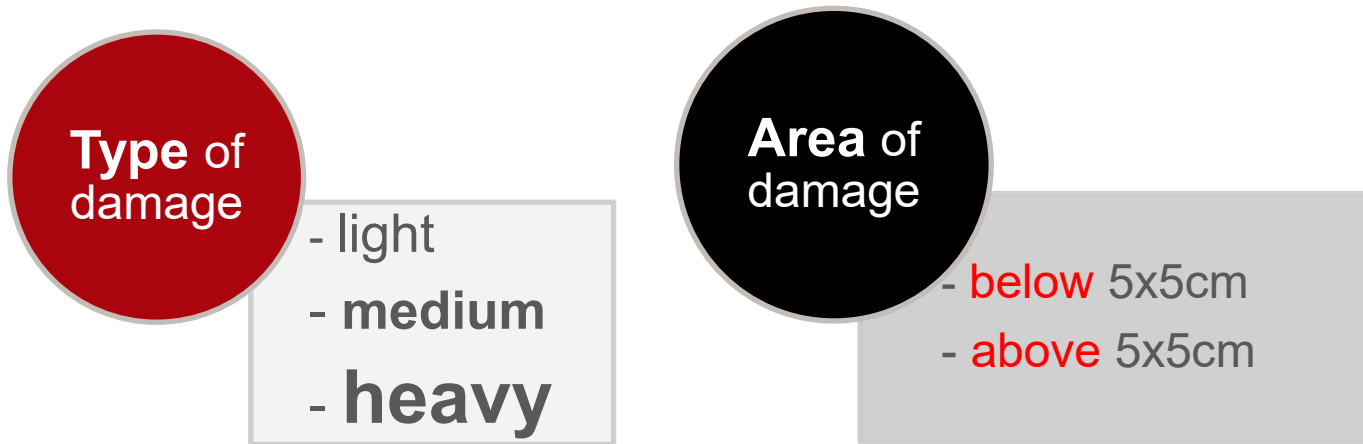 Type of
damage
- light
- medium
- heavy
Area of
damage
- below 5x5cm
- above 5x5cm